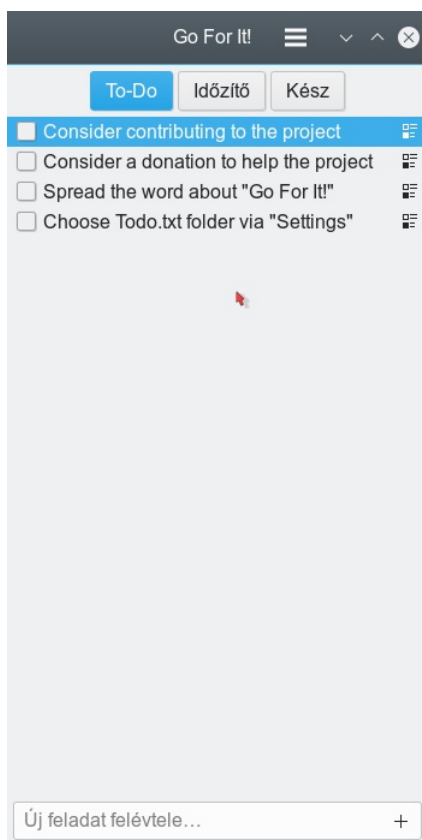 Go For It!
To-Do Időzítő Kész
Consider contributing to the project
Consider a donation to help the project
Spread the word about "Go For It!"
Choose Todo.txt folder via "Settings"
Új feladat felévtele…